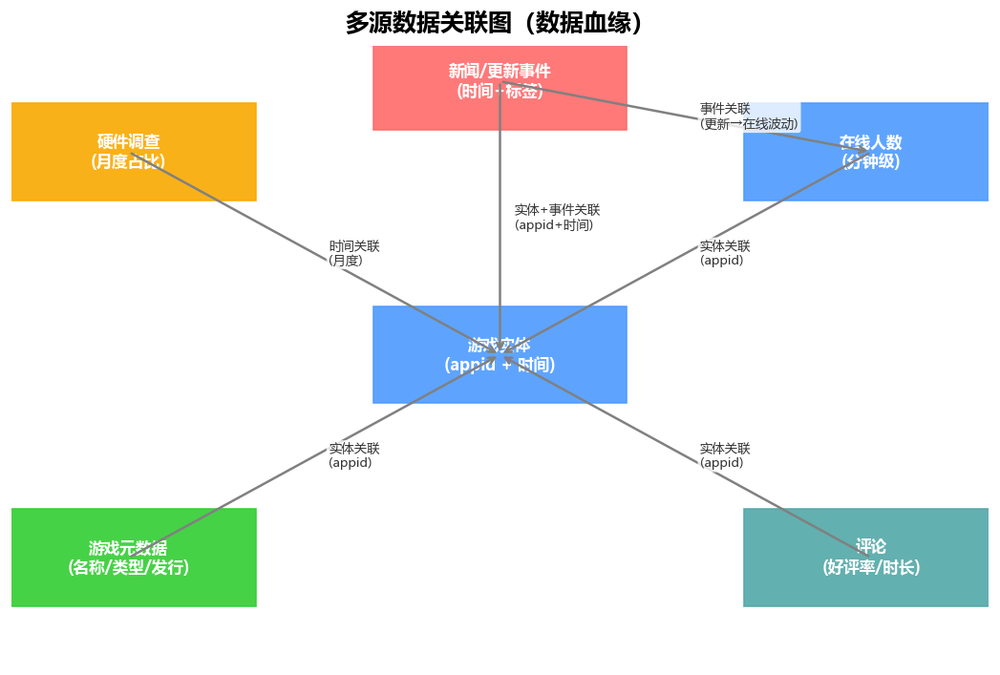 多源数据关联图（数据血缘）
新闻/更新事件
(时间+标签)
事件关联
(更新→在线波动)
硬件调查
(月度占比)
在线人数
(分钟级)
实体+事件关联
(appid+时间)
时间关联
(月度)
实体关联
(appid)
游戏实体
(appid + 时间)
实体关联
(appid)
实体关联
(appid)
游戏元数据
(名称/类型/发行)
评论
(好评率/时长)